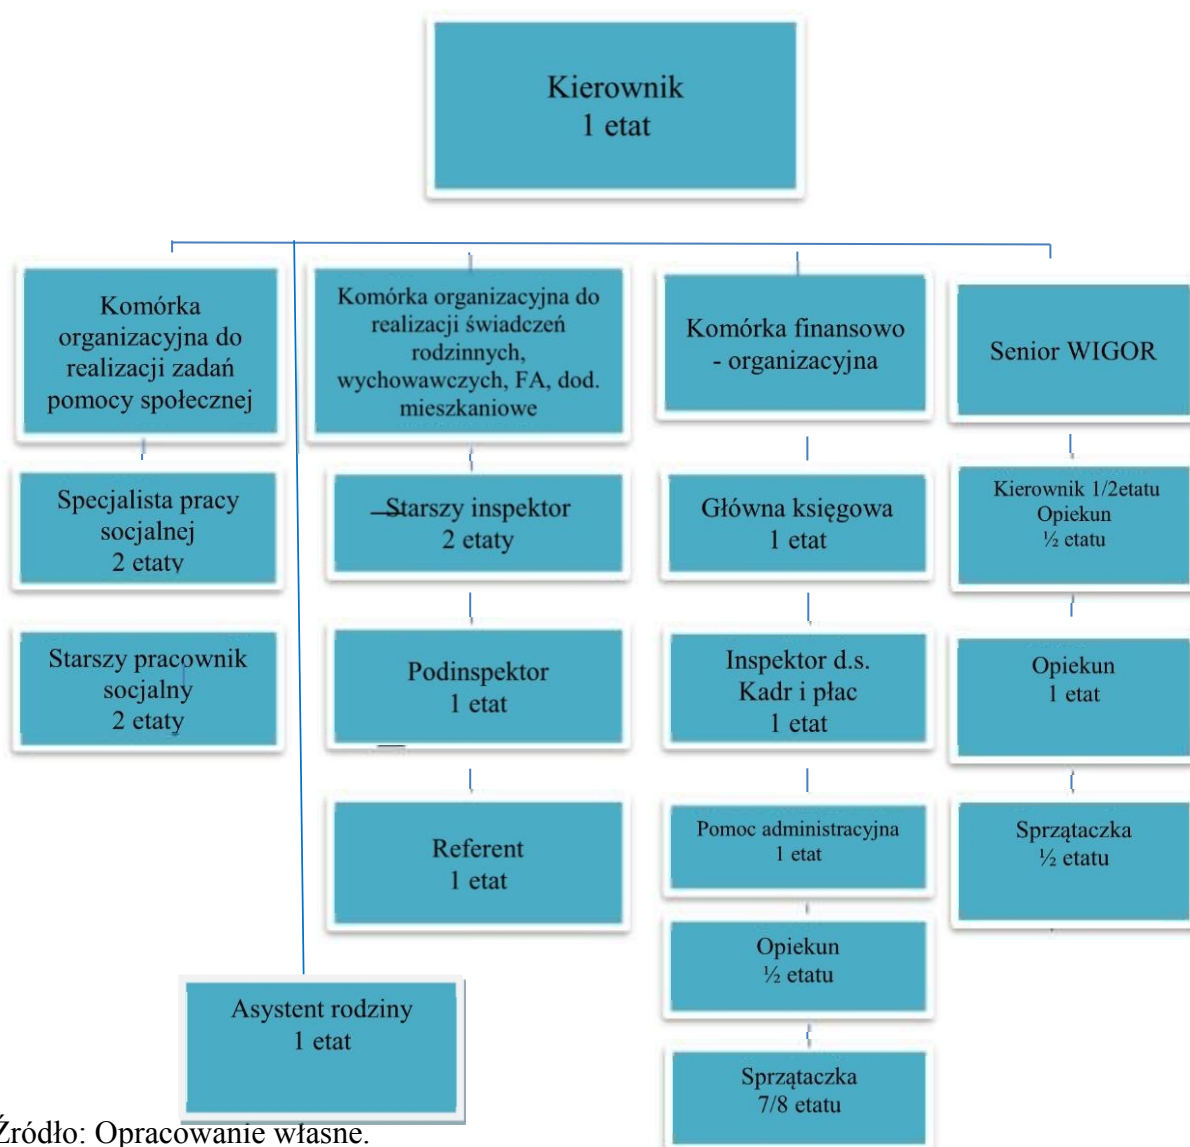 Kierownik
1 etat
Komórka
organizacyjna do
realizacji zadań
pomocy społecznej
Specjalista pracy
socjalnej
2 etaty
Starszy pracownik
socjalny
2 etaty
Komórka organizacyjna do
realizacji świadczeń
rodzinnych,
wychowawczych, FA, dod.
mieszkaniowe
Starszy inspektor
2 etaty
Podinspektor
1 etat
Referent
1 etat
Komórka finansowo
- organizacyjna
Główna księgowa
1 etat
Inspektor d.s.
Kadr i płac
1 etat
Pomoc administracyjna
1 etat
Opiekun
½ etatu
Sprzątaczka
7/8 etatu
Senior WIGOR
Kierownik 1/2etatu
Opiekun
½ etatu
Opiekun
1 etat
Sprzątaczka
½ etatu
Asystent rodziny
1 etat
Źródło: Opracowanie własne.